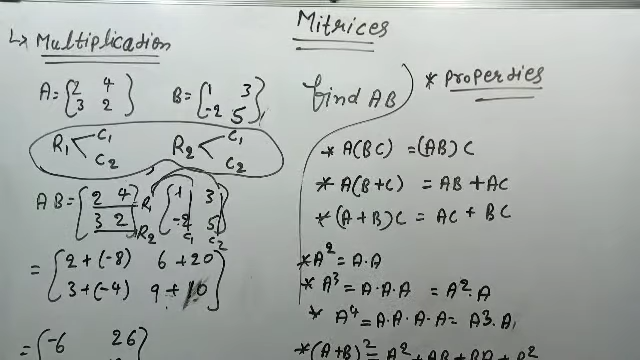 Mitrices
↳ Multiplication
A = [2 4
3 2] B = [1 3
-2 5]
find AB
R1 < C1
C2 R2 < C1
C2
AB = [2 4
3 2] R1
R2 [1 3
-2 5]
C1 C2
= [2+(-8) 6+20
3+(-4) 9+10]
= [-6 26
* Properties
* A(BC) = (AB)C
* A(B+C) = AB + AC
* (A+B)C = AC + BC
* A² = A·A
* A³ = A·A·A = A²·A
* A⁴ = A·A·A·A = A³·A,
* (A+B)² = A² + AB + BA + B²